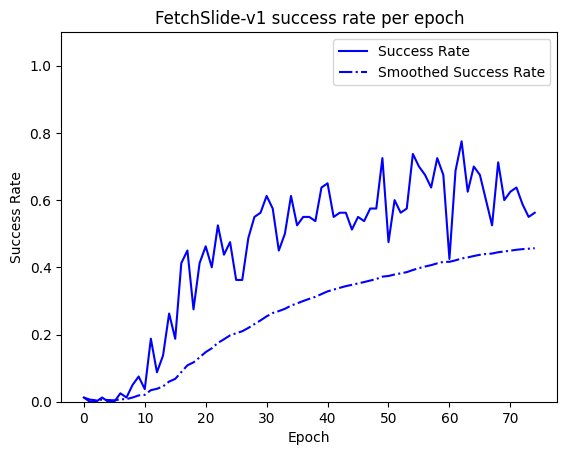 FetchSlide-v1 success rate per epoch
Success Rate
Smoothed Success Rate
1.0
0.8
0.6
0.4
0.2
0.0
Success Rate
0 10 20 30 40 50 60 70
Epoch